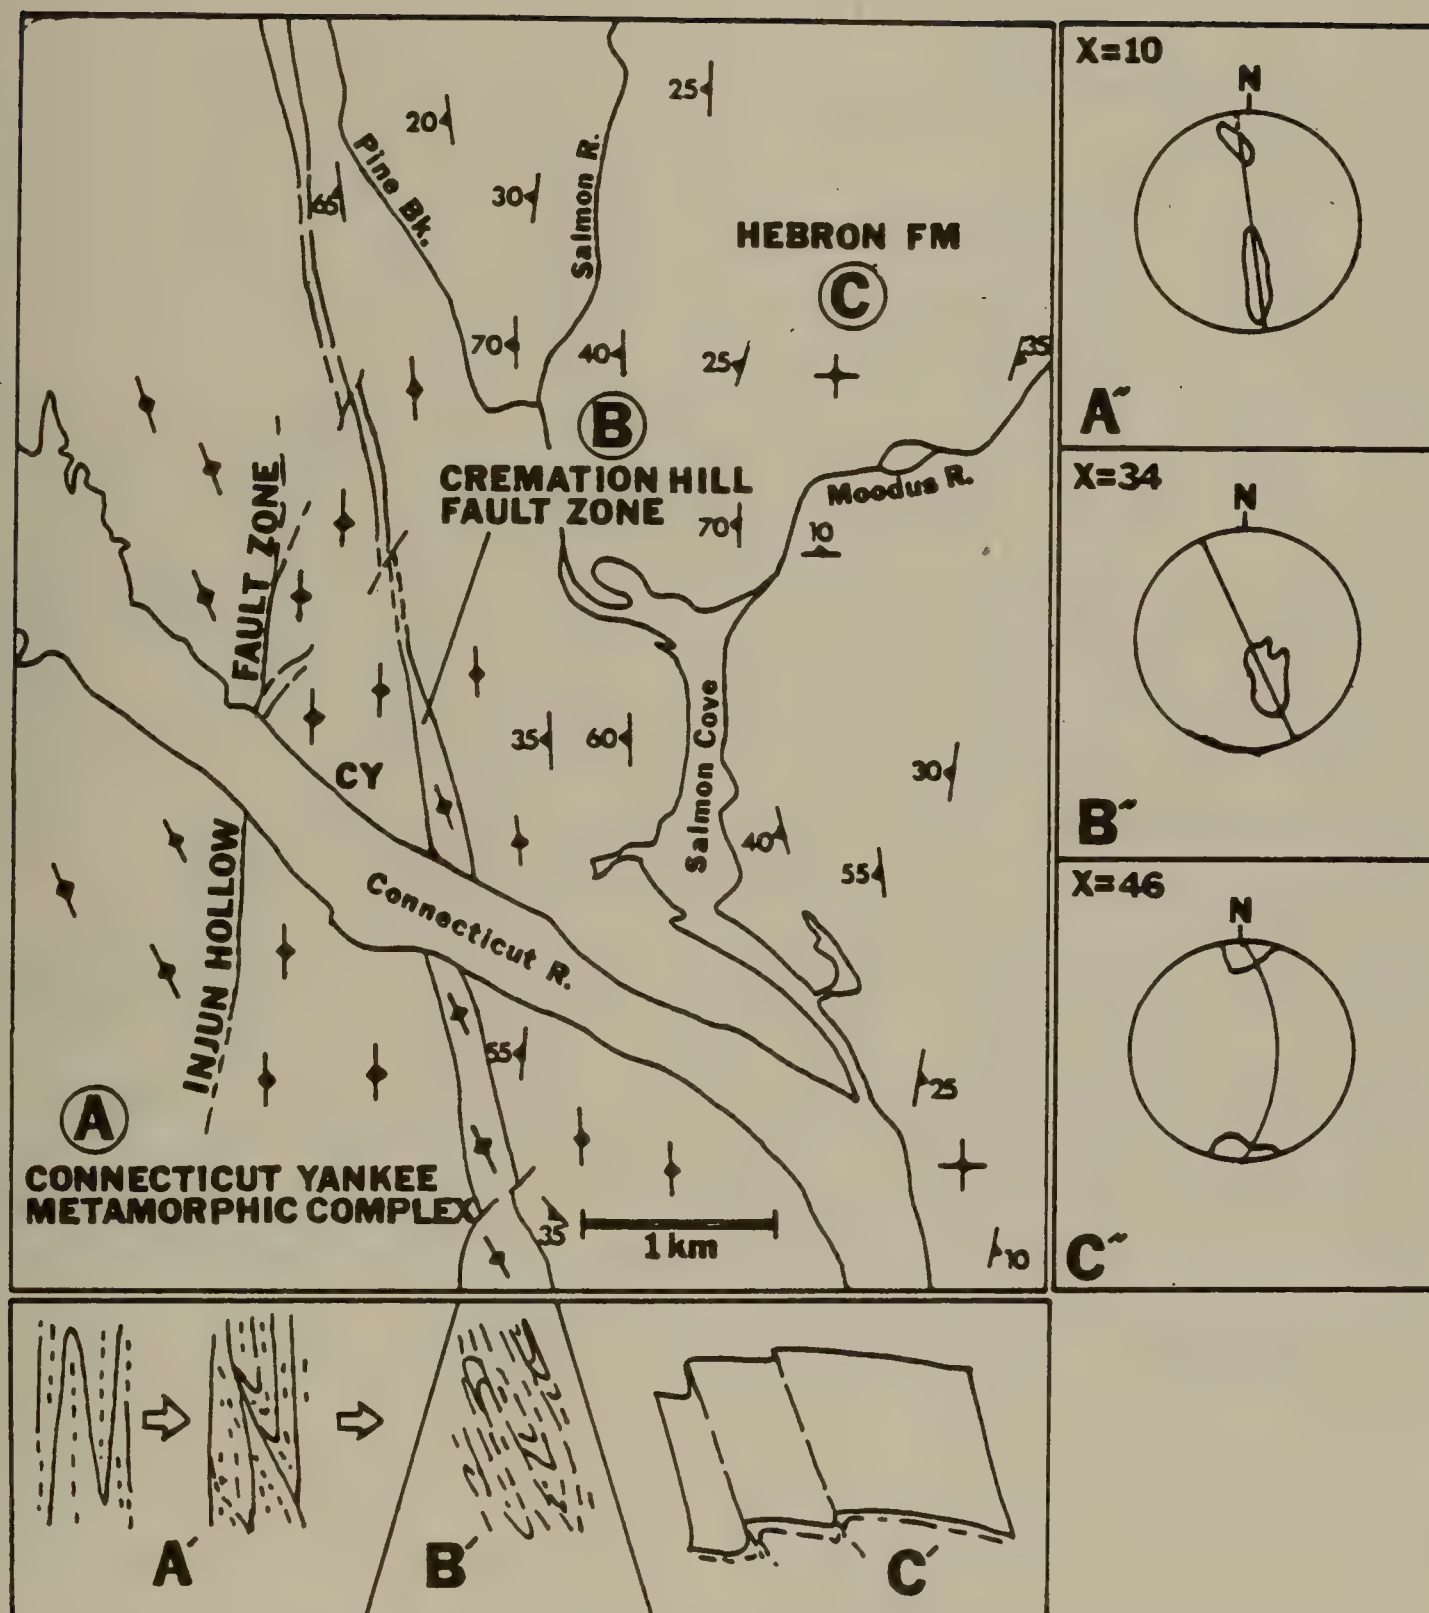 25
20
Pine Bk.
Salmon R.
65
30
HEBRON FM
C
70
40
25
35
B
CREMATION HILL
FAULT ZONE
Moodus R.
70
10
FAULT ZONE
35
60
Salmon Cove
30
CY
40
55
INJUN HOLLOW
Connecticut R.
55
25
A
CONNECTICUT YANKEE
METAMORPHIC COMPLEX
35
1 km
10
X=10
N
A˝
X=34
N
B˝
X=46
N
C˝
A′
B′
C′